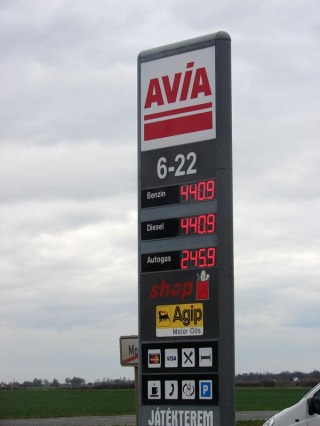 AVIA
6-22
Benzin 440.9
Diesel 440.9
Autogas 245.9
shop
Agip
Motor Oils
VISA
P
JÁTÉKTEREM